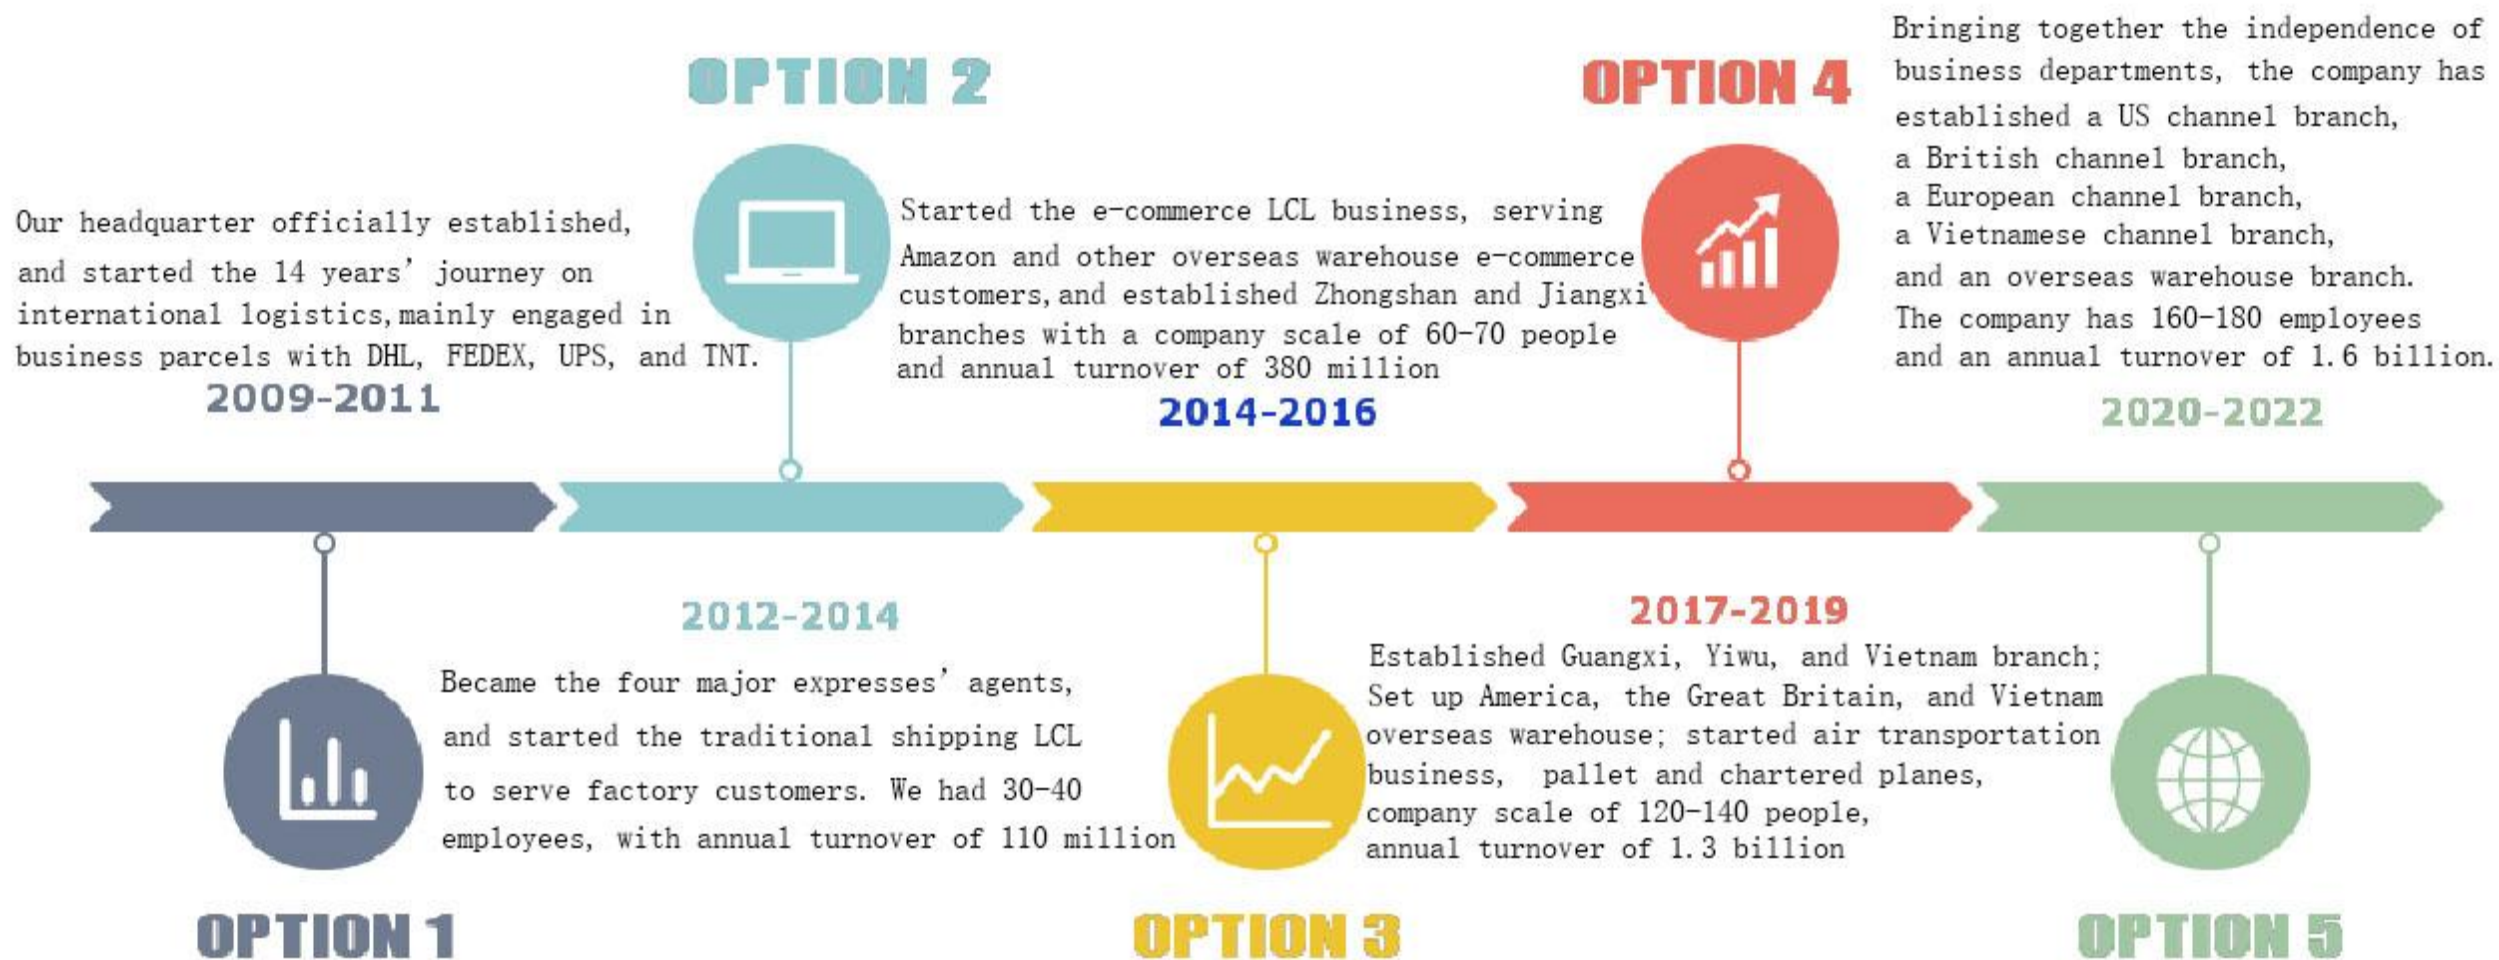 Our headquarter officially established,
and started the 14 years' journey on
international logistics,mainly engaged in
business parcels with DHL, FEDEX, UPS, and TNT.
2009-2011
OPTION 1
OPTION 2
2012-2014
Became the four major expresses' agents,
and started the traditional shipping LCL
to serve factory customers. We had 30-40
employees, with annual turnover of 110 million
Started the e-commerce LCL business, serving
Amazon and other overseas warehouse e-commerce
customers,and established Zhongshan and Jiangxi
branches with a company scale of 60-70 people
and annual turnover of 380 million
2014-2016
OPTION 3
OPTION 4
2017-2019
Established Guangxi, Yiwu, and Vietnam branch;
Set up America, the Great Britain, and Vietnam
overseas warehouse; started air transportation
business, pallet and chartered planes,
company scale of 120-140 people,
annual turnover of 1.3 billion
Bringing together the independence of
business departments, the company has
established a US channel branch,
a British channel branch,
a European channel branch,
a Vietnamese channel branch,
and an overseas warehouse branch.
The company has 160-180 employees
and an annual turnover of 1.6 billion.
2020-2022
OPTION 5